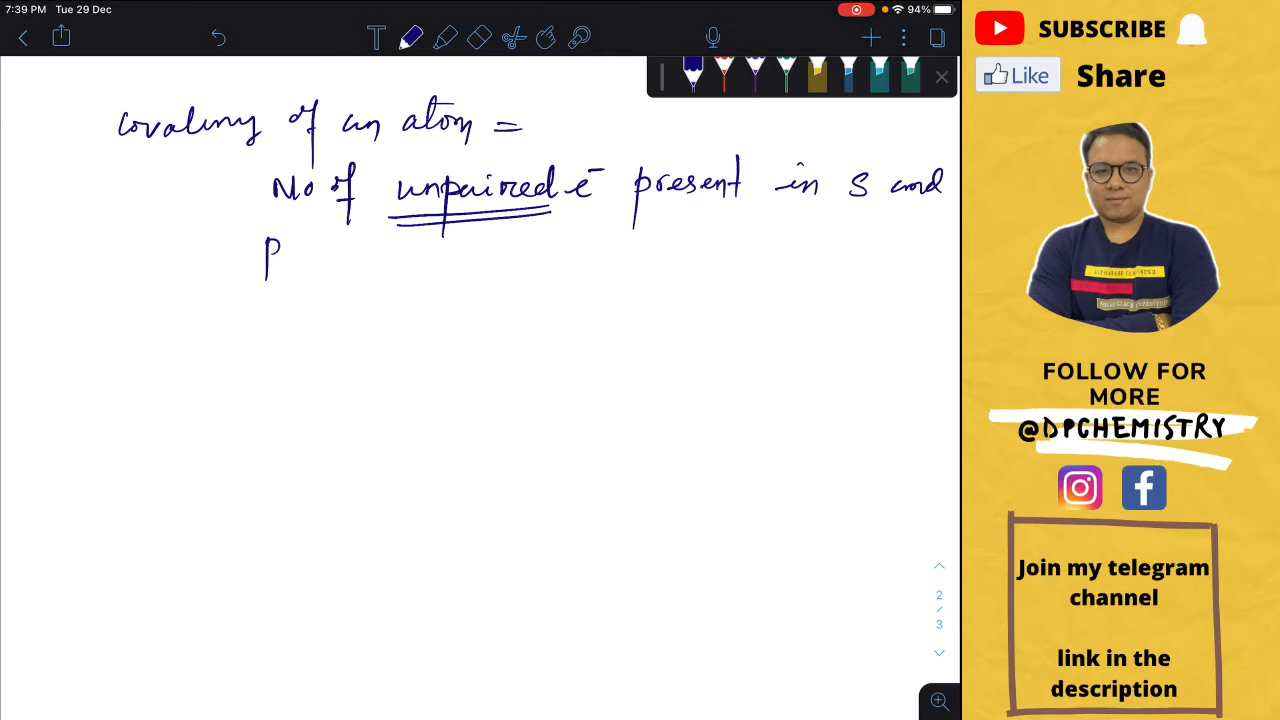 7:39 PM Tue 29 Dec
94%
covalency of an atom =
No of unpaired e⁻ present in s and
p
2
/
3
SUBSCRIBE
Like
Share
FOLLOW FOR
MORE
@DPCHEMISTRY
Join my telegram
channel
link in the
description